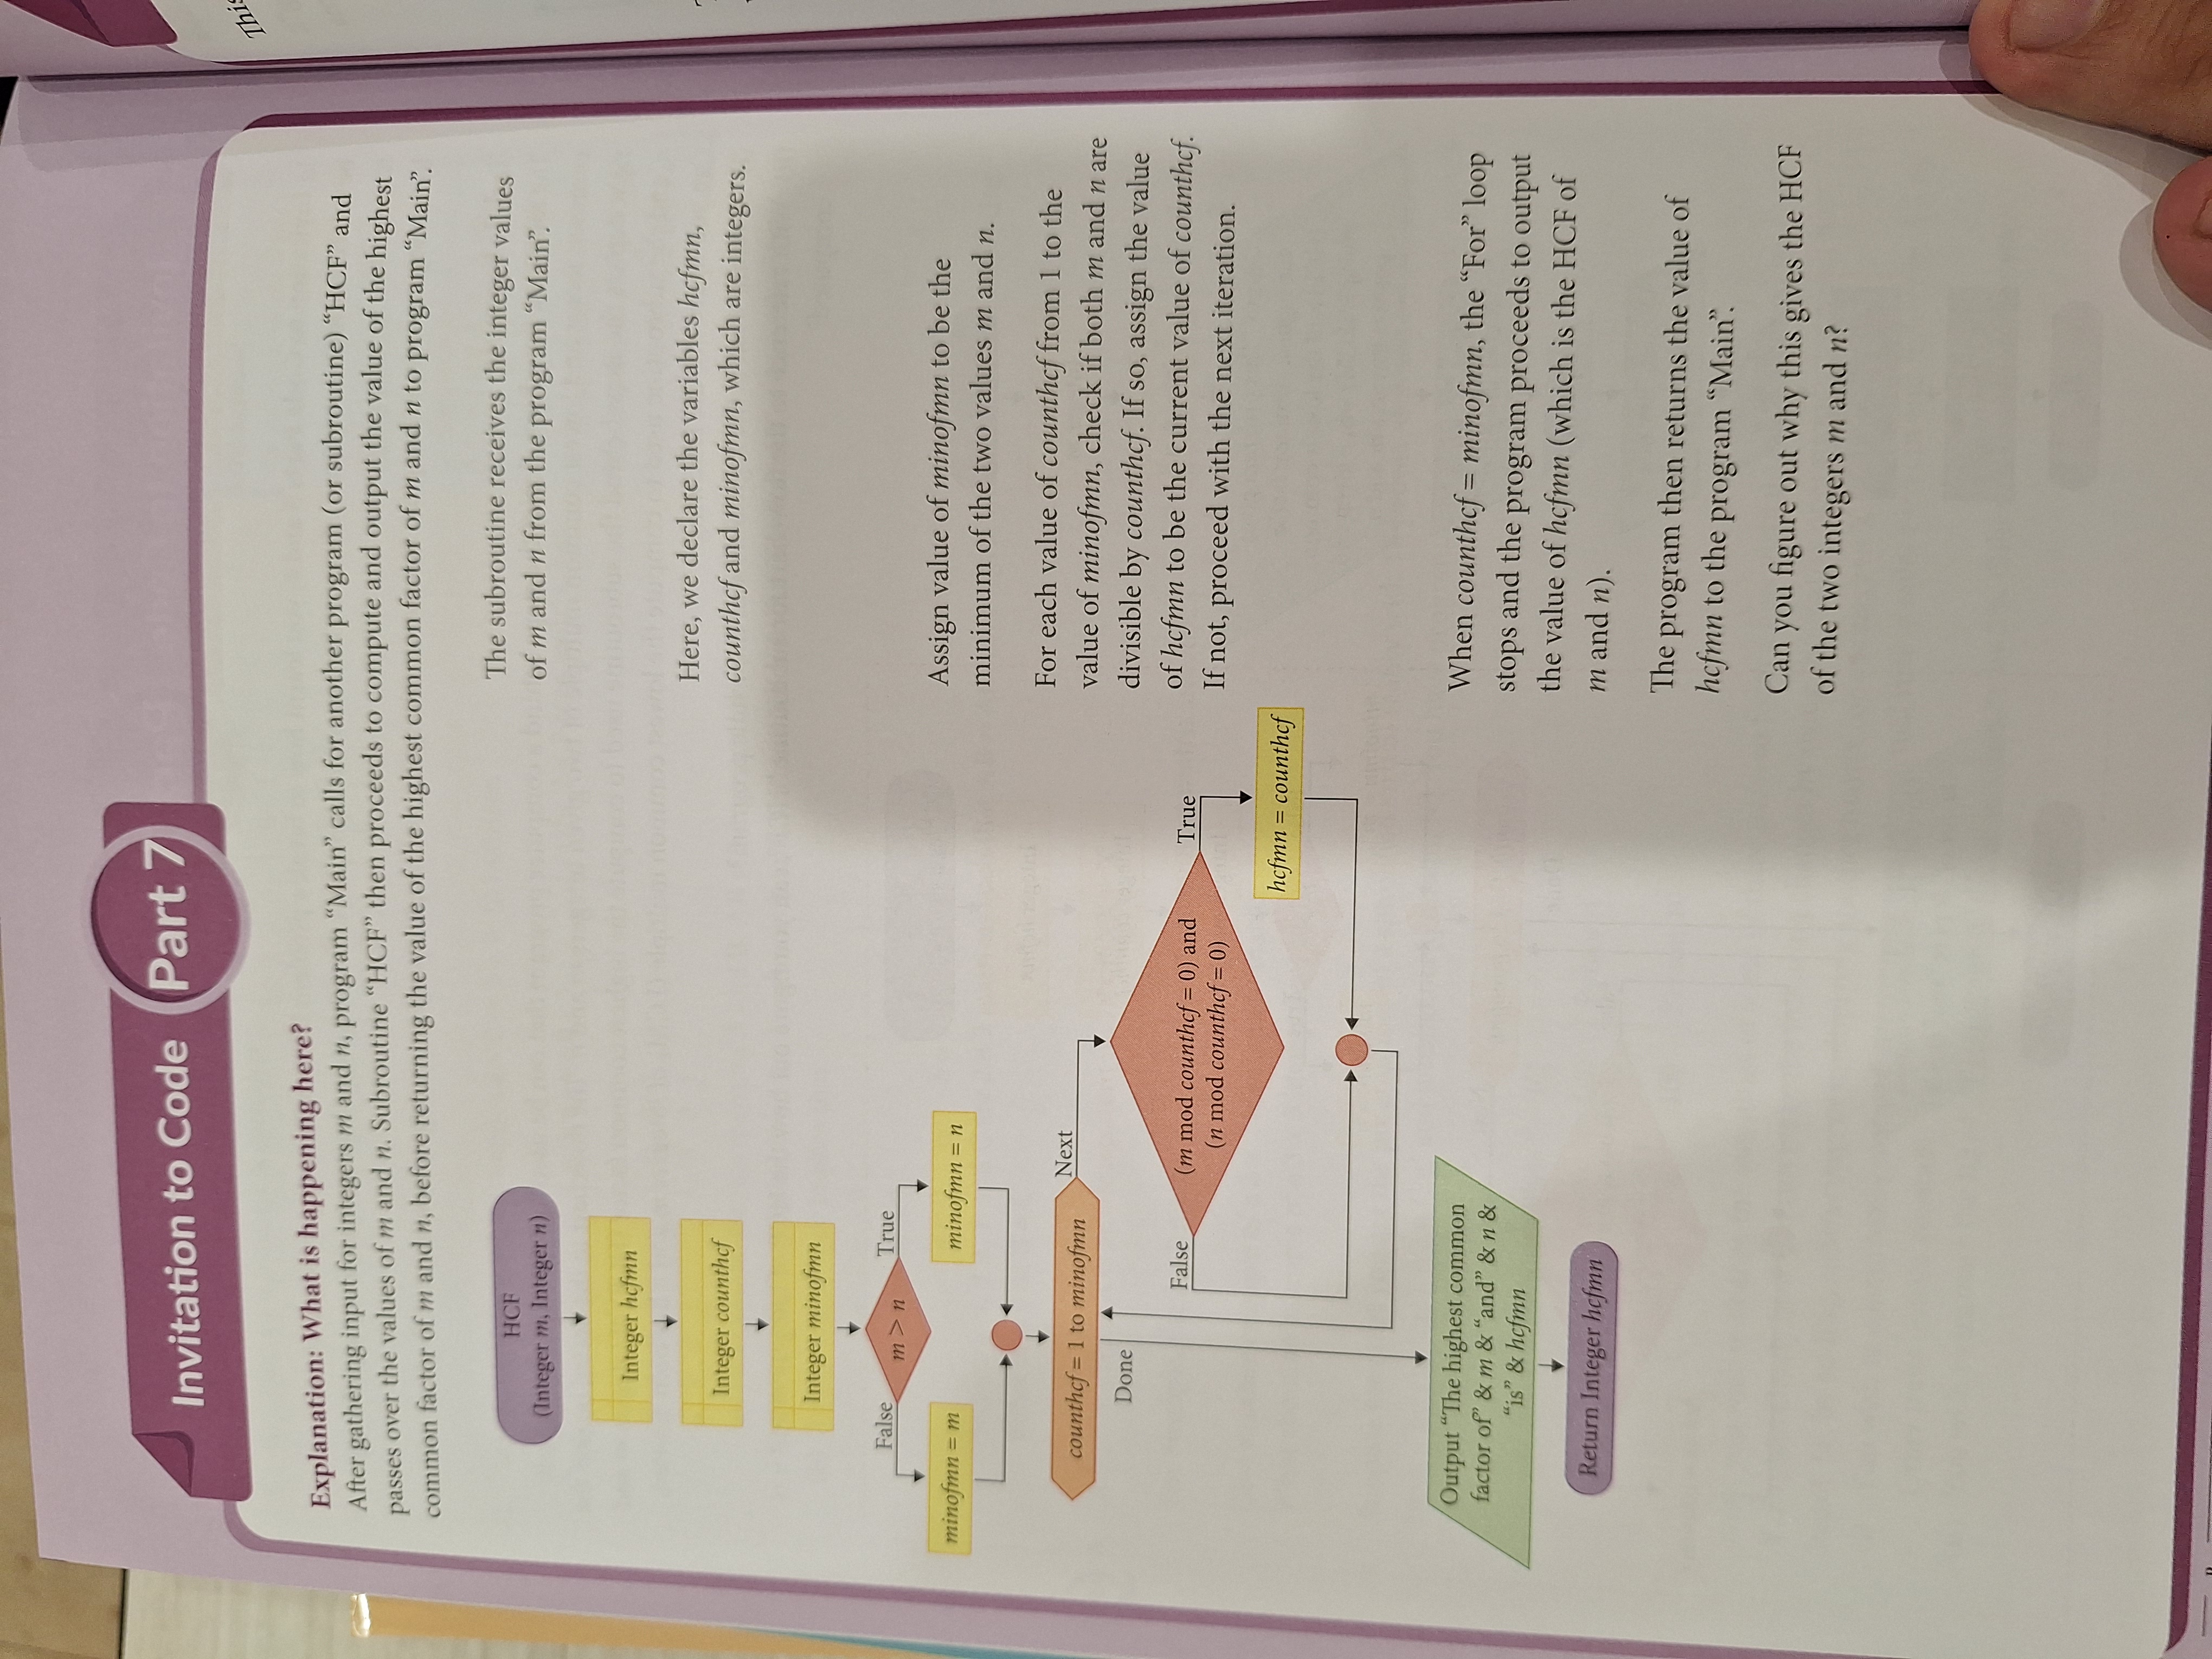 Invitation to Code Part 7
Explanation: What is happening here?
After gathering input for integers m and n, program “Main” calls for another program (or subroutine) “HCF” and
passes over the values of m and n. Subroutine “HCF” then proceeds to compute and output the value of the highest
common factor of m and n, before returning the value of the highest common factor of m and n to program “Main”.
HCF
(Integer m, Integer n)
The subroutine receives the integer values
of m and n from the program “Main”.
Integer hcfmn
Integer counthcf
Integer minofmn
Here, we declare the variables hcfmn,
counthcf and minofmn, which are integers.
False
m > n
True
minofmn = m
minofmn = n
Assign value of minofmn to be the
minimum of the two values m and n.
counthcf = 1 to minofmn
Next
Done
False
(m mod counthcf = 0) and
(n mod counthcf = 0)
True
hcfmn = counthcf
For each value of counthcf from 1 to the
value of minofmn, check if both m and n are
divisible by counthcf. If so, assign the value
of hcfmn to be the current value of counthcf.
If not, proceed with the next iteration.
Output “The highest common
factor of” & m & “and” & n &
“is” & hcfmn
Return Integer hcfmn
When counthcf = minofmn, the “For” loop
stops and the program proceeds to output
the value of hcfmn (which is the HCF of
m and n).
The program then returns the value of
hcfmn to the program “Main”.
Can you figure out why this gives the HCF
of the two integers m and n?
This